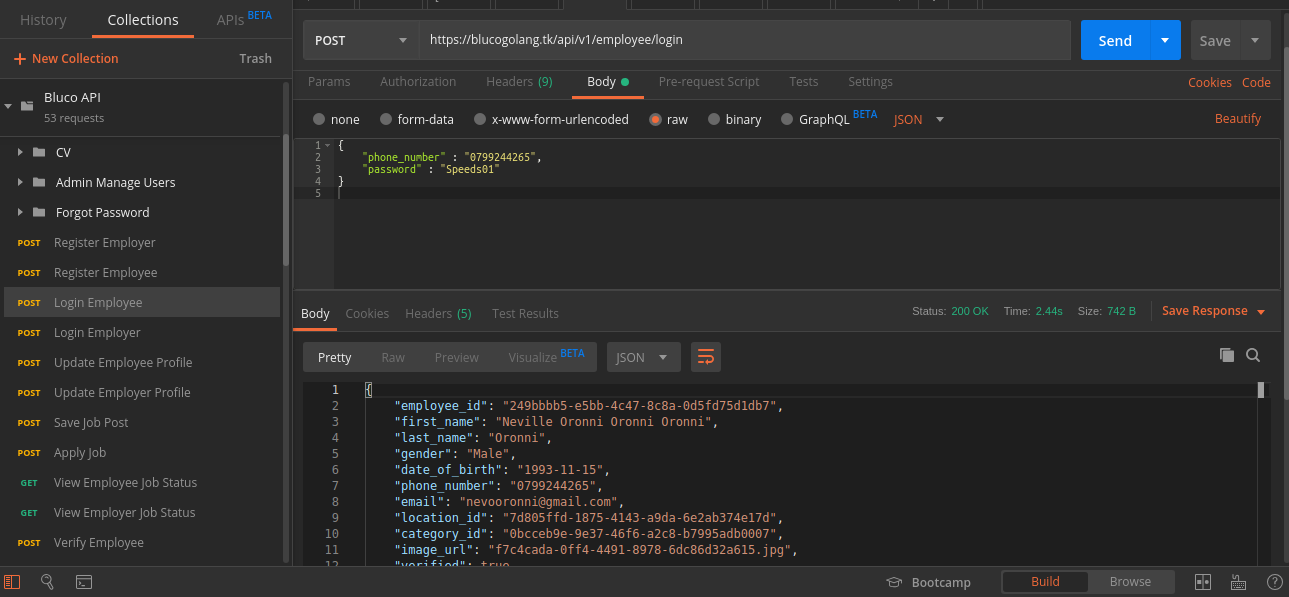 History Collections APIs BETA
+ New Collection Trash
Bluco API
53 requests
CV
Admin Manage Users
Forgot Password
POST Register Employer
POST Register Employee
POST Login Employee
POST Login Employer
POST Update Employee Profile
POST Update Employer Profile
POST Save Job Post
POST Apply Job
GET View Employee Job Status
GET View Employer Job Status
POST Verify Employee
POST https://blucogolang.tk/api/v1/employee/login Send Save
Params Authorization Headers (9) Body Pre-request Script Tests Settings Cookies Code
none form-data x-www-form-urlencoded raw binary GraphQL BETA JSON Beautify
1 {
2 "phone_number" : "0799244265",
3 "password" : "Speeds01"
4 }
5
Body Cookies Headers (5) Test Results Status: 200 OK Time: 2.44s Size: 742 B Save Response
Pretty Raw Preview Visualize BETA JSON
1 {
2 "employee_id": "249bbbb5-e5bb-4c47-8c8a-0d5fd75d1db7",
3 "first_name": "Neville Oronni Oronni Oronni",
4 "last_name": "Oronni",
5 "gender": "Male",
6 "date_of_birth": "1993-11-15",
7 "phone_number": "0799244265",
8 "email": "nevooronni@gmail.com",
9 "location_id": "7d805ffd-1875-4143-a9da-6e2ab374e17d",
10 "category_id": "0bcceb9e-9e37-46f6-a2c8-b7995adb0007",
11 "image_url": "f7c4cada-0ff4-4491-8978-6dc86d32a615.jpg",
12 "verified": true,
Bootcamp Build Browse